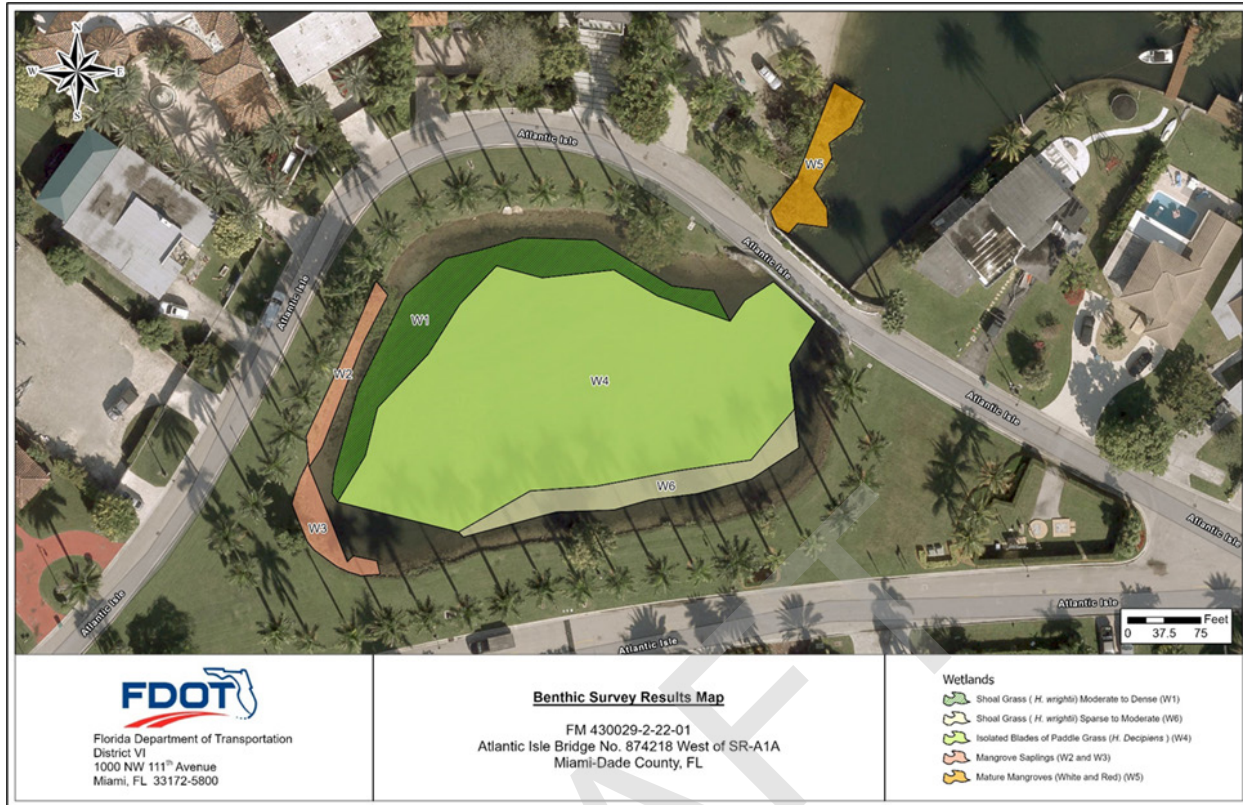 N
W
E
S
Atlantic Isle
Atlantic Isle
Atlantic Isle
Atlantic Isle
Atlantic Isle
Atlantic Isle
Atlantic Isle
Atlantic Isle
W1
W2
W3
W4
W5
W6
Feet
0 37.5 75
AFT
FDOT
Florida Department of Transportation
District VI
1000 NW 111th Avenue
Miami, FL 33172-5800
Benthic Survey Results Map
FM 430029-2-22-01
Atlantic Isle Bridge No. 874218 West of SR-A1A
Miami-Dade County, FL
Wetlands
Shoal Grass ( H. wrightii) Moderate to Dense (W1)
Shoal Grass ( H. wrightii) Sparse to Moderate (W6)
Isolated Blades of Paddle Grass (H. Decipiens ) (W4)
Mangrove Saplings (W2 and W3)
Mature Mangroves (White and Red) (W5)